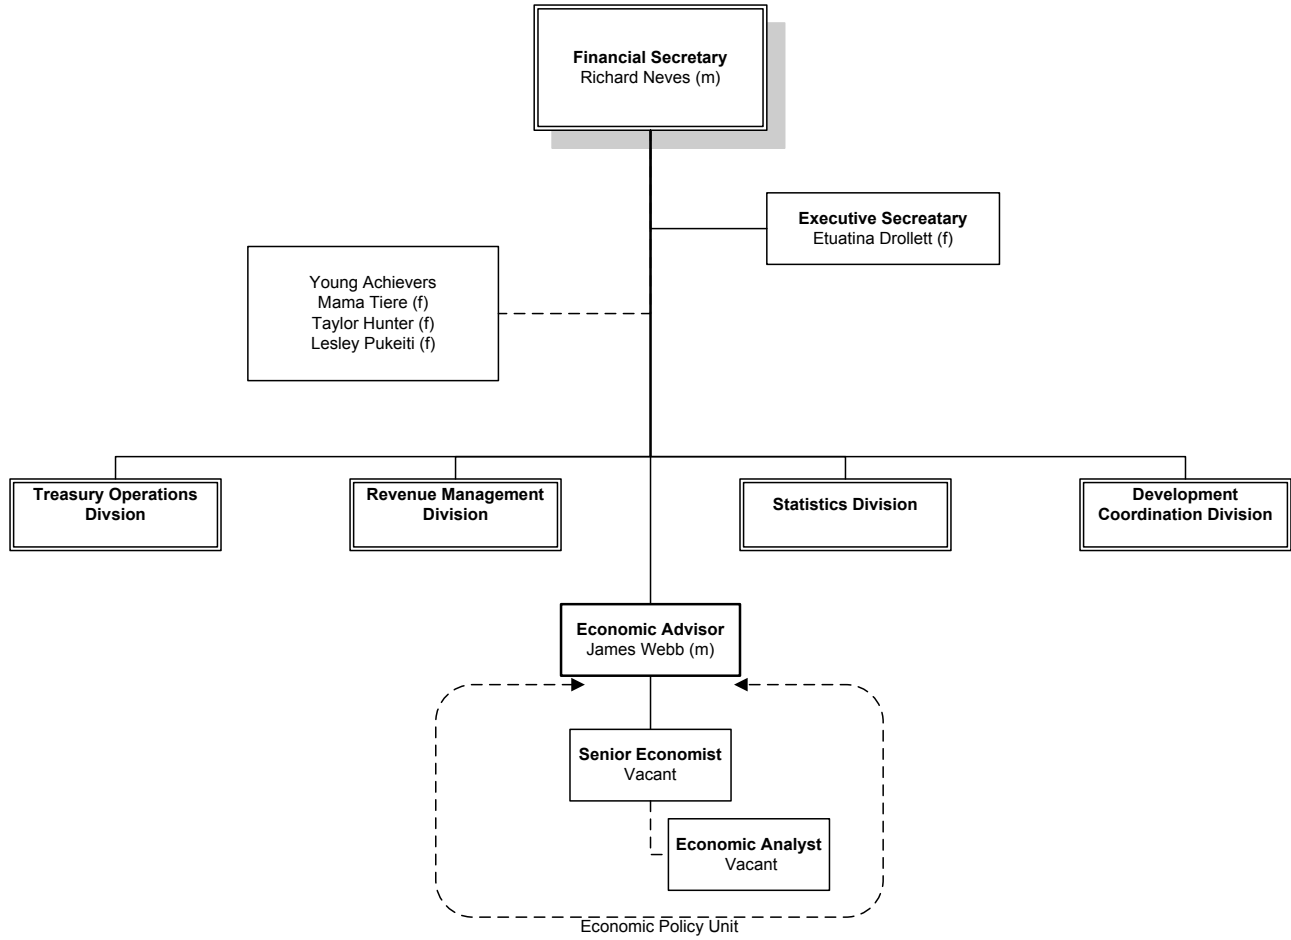 Financial Secretary
Richard Neves (m)
Executive Screatary
Etuatina Drollett (f)
Young Achievers
Mama Tiere (f)
Taylor Hunter (f)
Lesley Pukeiti (f)
Treasury Operations
Divsion
Revenue Management
Division
Statistics Division
Development
Coordination Division
Economic Advisor
James Webb (m)
Senior Economist
Vacant
Economic Analyst
Vacant
Economic Policy Unit